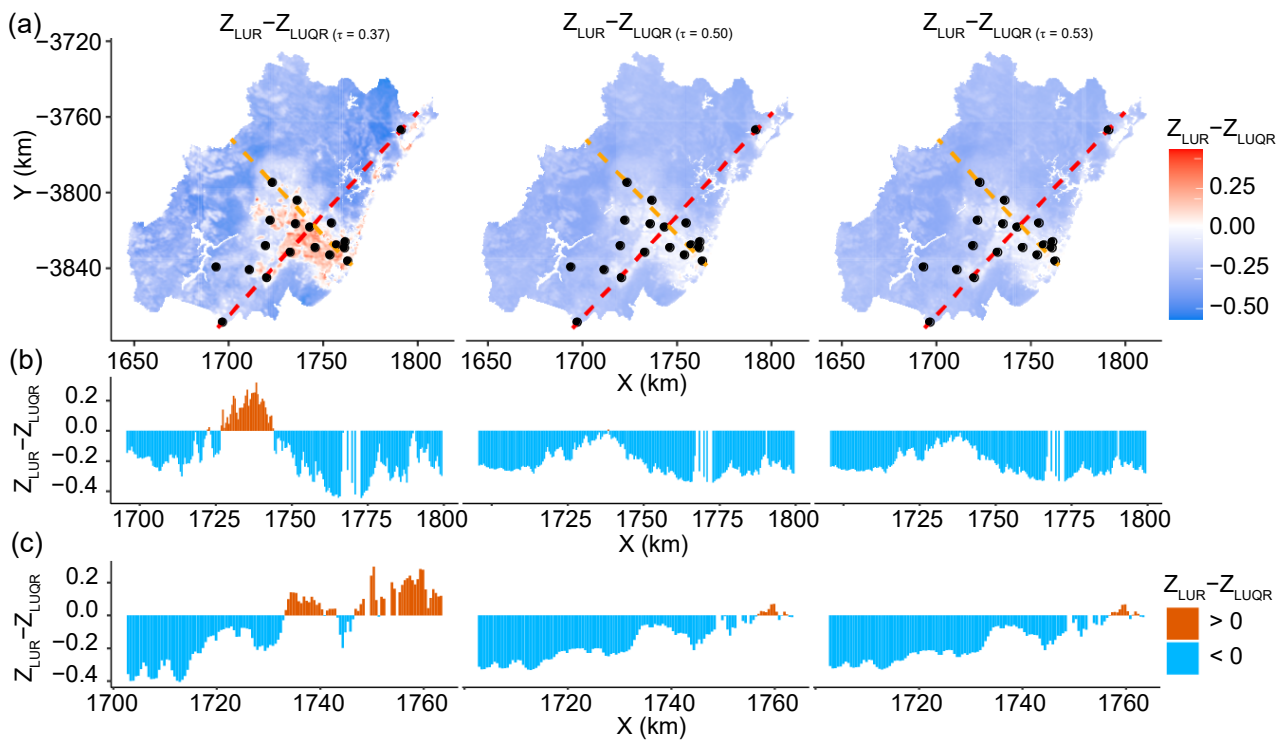 (a)
Z_LUR−Z_LUQR (τ = 0.37)
Z_LUR−Z_LUQR (τ = 0.50)
Z_LUR−Z_LUQR (τ = 0.53)
−3720
−3760
−3800
−3840
Y (km)
Z_LUR−Z_LUQR
0.25
0.00
−0.25
−0.50
1650 1700 1750 1800 1650 1700 1750 1800 1650 1700 1750 1800
X (km)
(b)
0.2
0.0
−0.2
−0.4
Z_LUR−Z_LUQR
1700 1725 1750 1775 1800 1725 1750 1775 1800 1725 1750 1775 1800
X (km)
(c)
0.2
0.0
−0.2
−0.4
Z_LUR−Z_LUQR
Z_LUR−Z_LUQR
> 0
< 0
1700 1720 1740 1760 1720 1740 1760 1720 1740 1760
X (km)